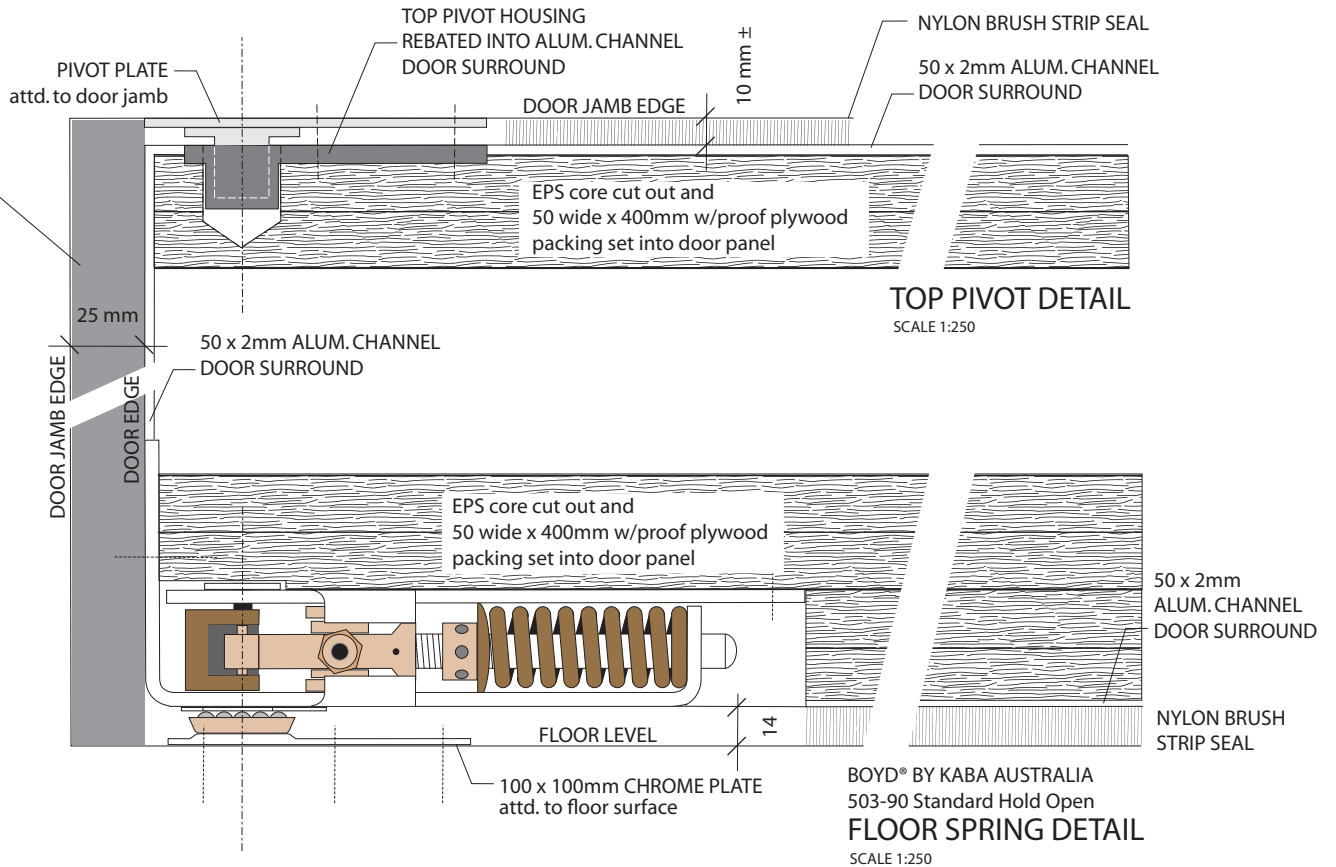 TOP PIVOT HOUSING
REBATED INTO ALUM. CHANNEL
DOOR SURROUND
PIVOT PLATE
attd. to door jamb
DOOR JAMB EDGE
10 mm ±
NYLON BRUSH STRIP SEAL
50 x 2mm ALUM. CHANNEL
DOOR SURROUND
EPS core cut out and
50 wide x 400mm w/proof plywood
packing set into door panel
TOP PIVOT DETAIL
SCALE 1:250
25 mm
50 x 2mm ALUM. CHANNEL
DOOR SURROUND
DOOR JAMB EDGE
DOOR EDGE
EPS core cut out and
50 wide x 400mm w/proof plywood
packing set into door panel
50 x 2mm
ALUM. CHANNEL
DOOR SURROUND
FLOOR LEVEL
14
NYLON BRUSH
STRIP SEAL
100 x 100mm CHROME PLATE
attd. to floor surface
BOYD® BY KABA AUSTRALIA
503-90 Standard Hold Open
FLOOR SPRING DETAIL
SCALE 1:250